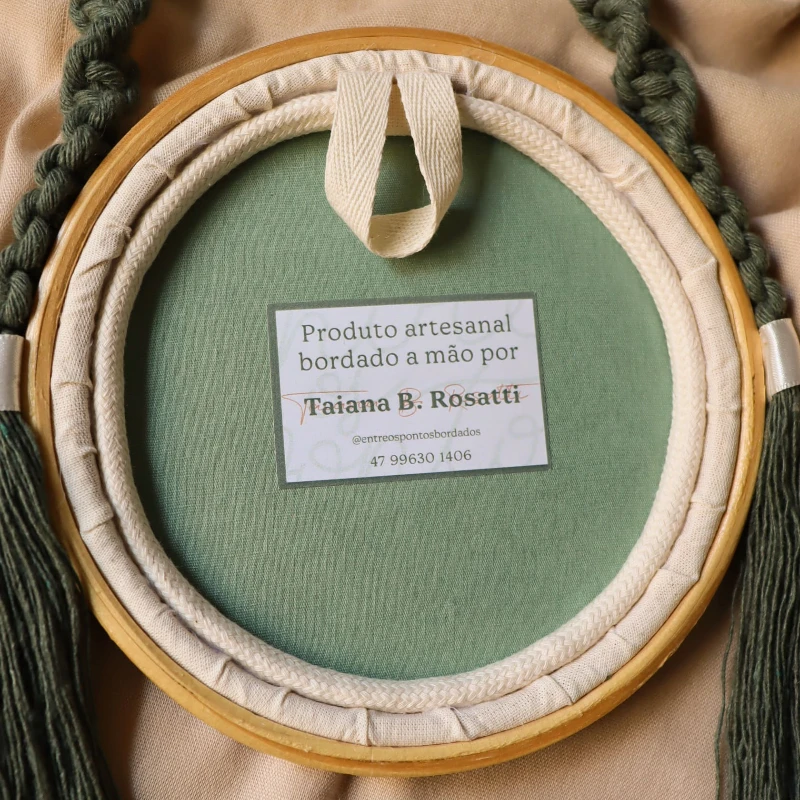 Produto artesanal
bordado a mão por
Taiana B. Rosatti
@entreospontosbordados
47 99630 1406